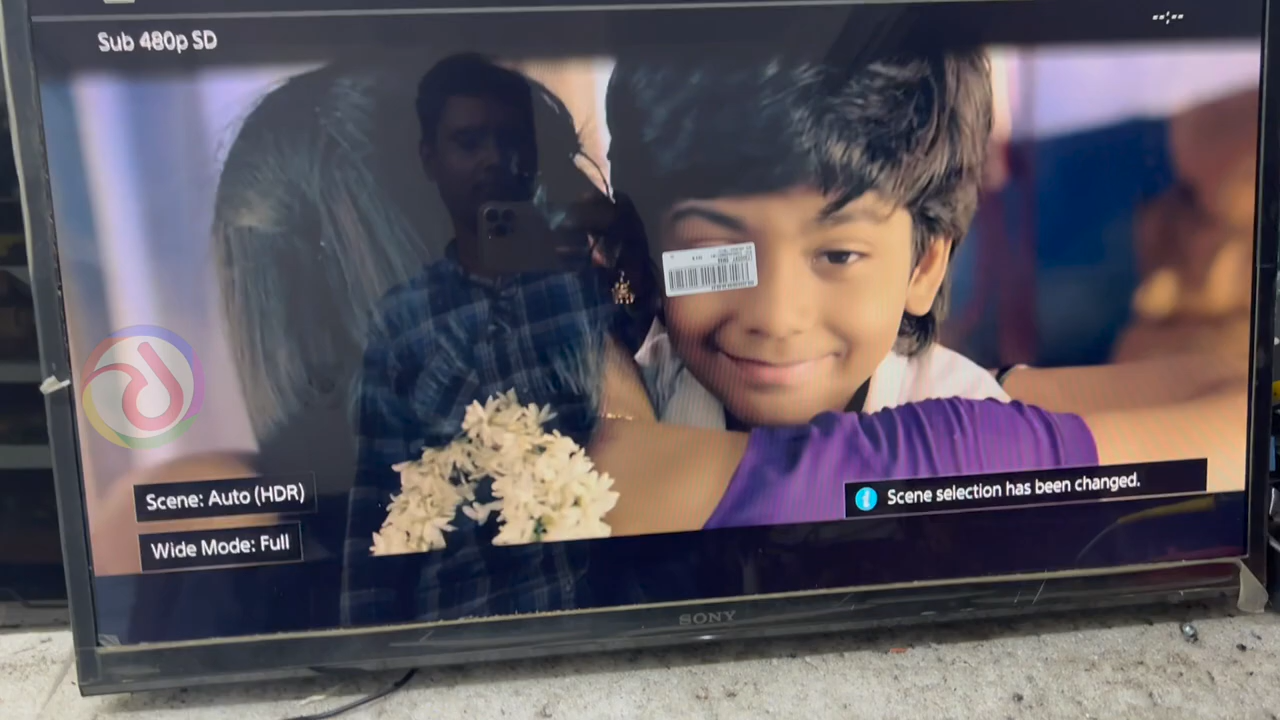 Sub 480p SD
--:--
Scene: Auto (HDR)
Scene selection has been changed.
Wide Mode: Full
SONY